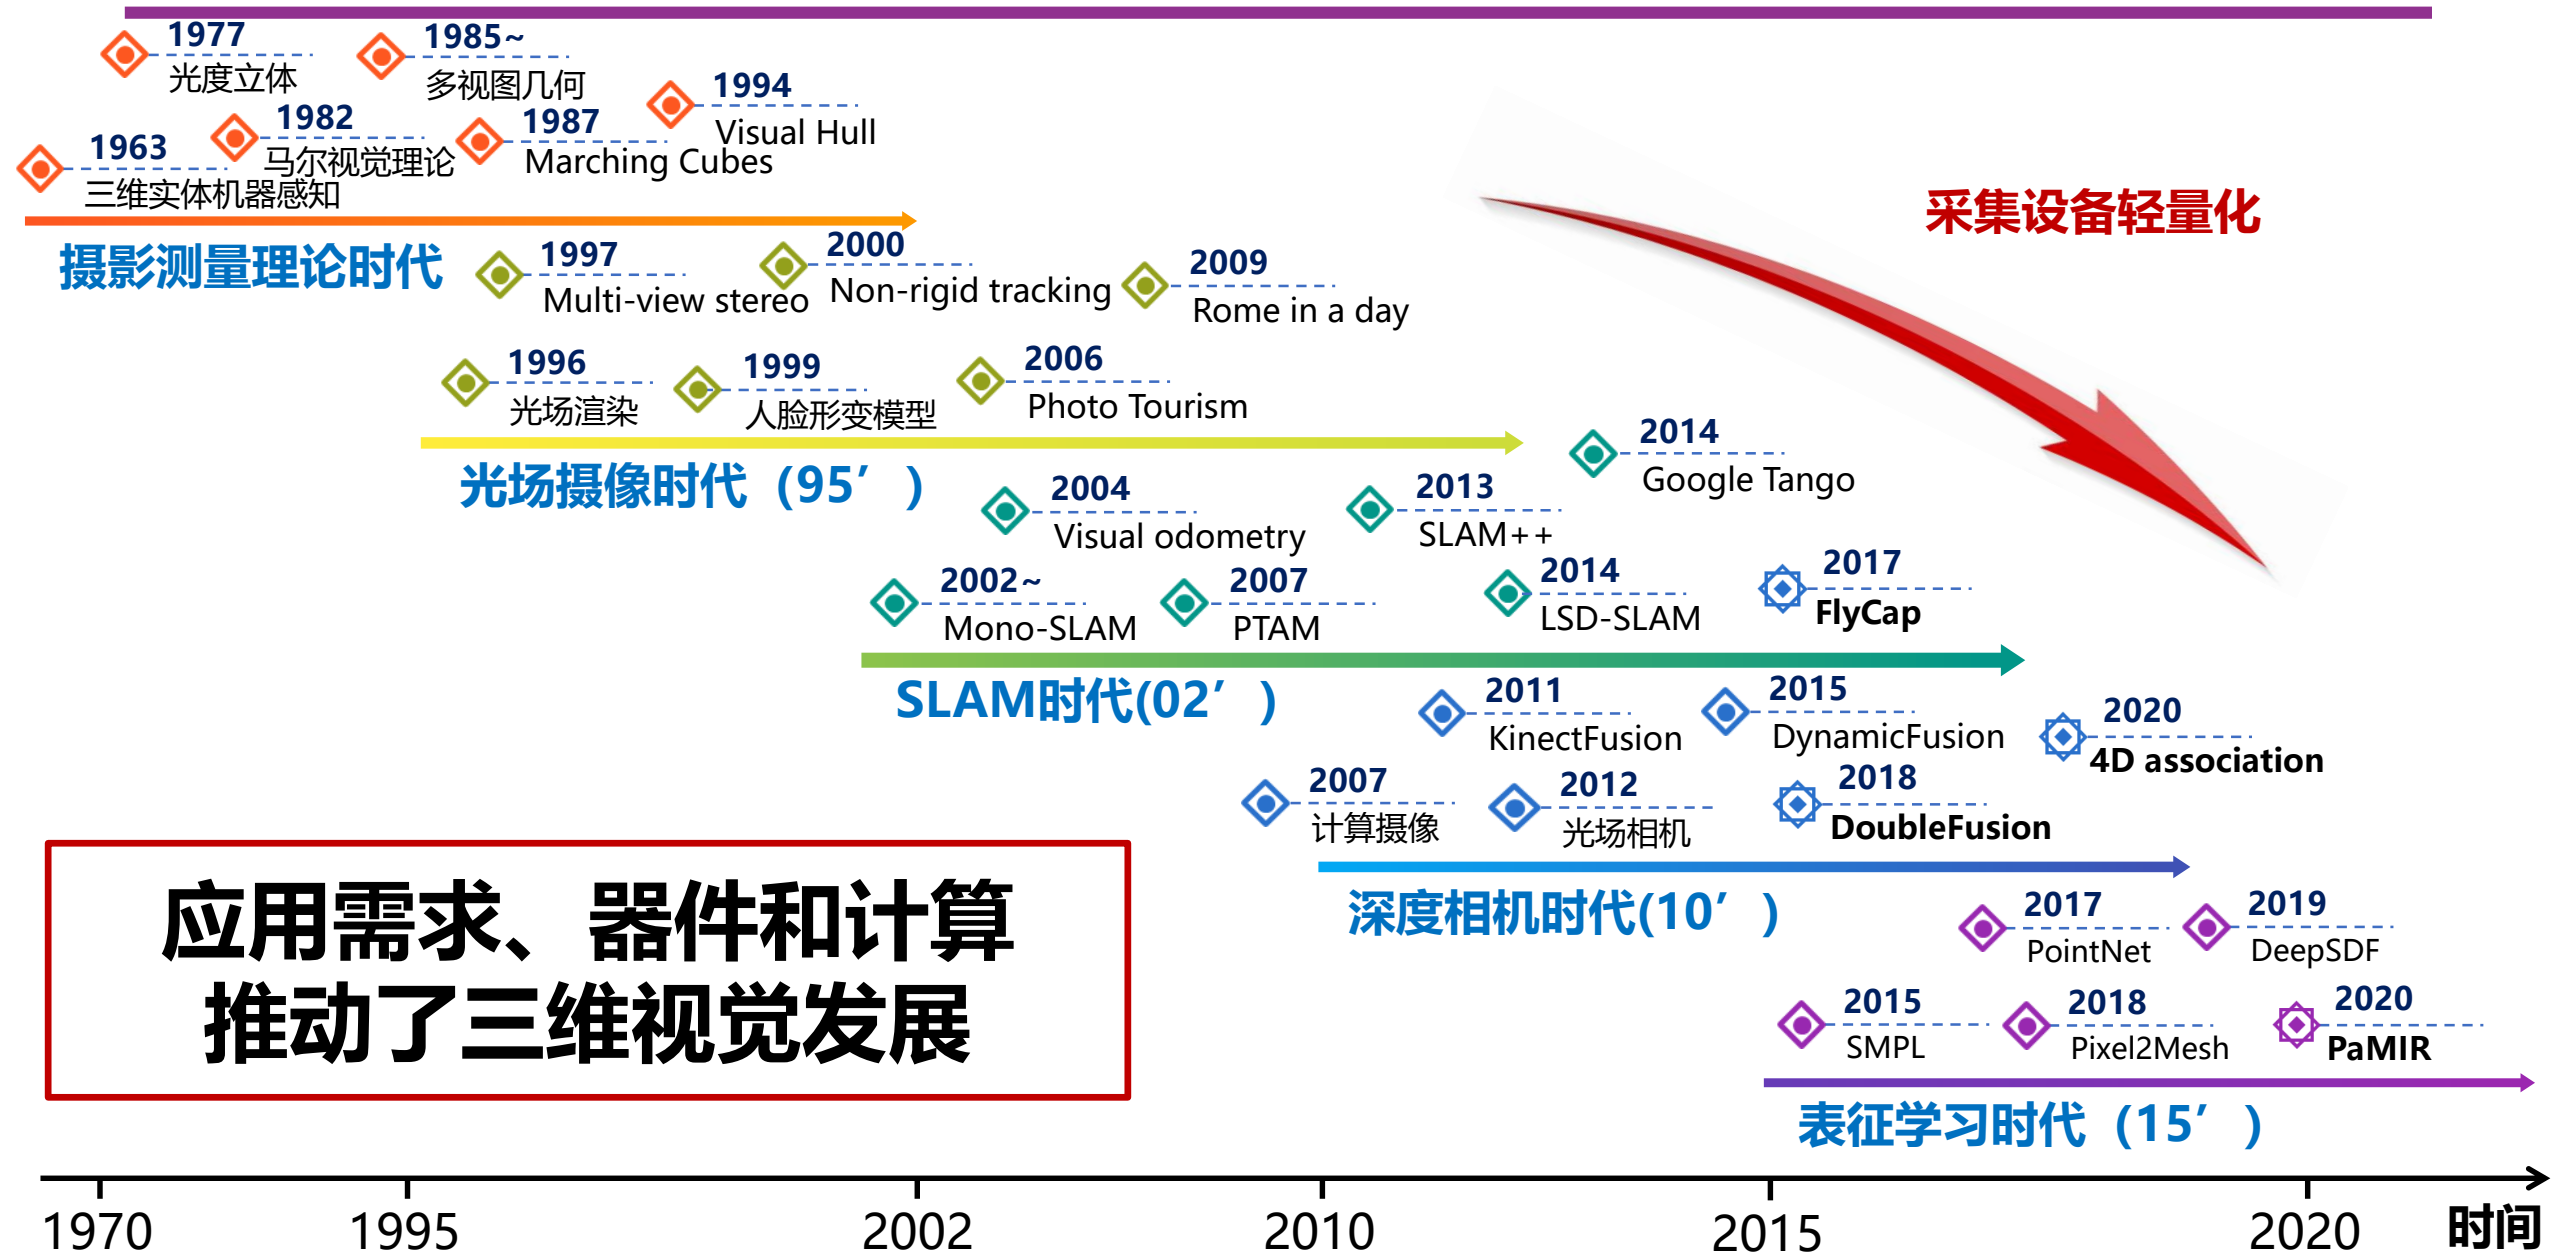 1977
光度立体
1985~
多视图几何
1994
Visual Hull
1982
马尔视觉理论
1987
Marching Cubes
1963
三维实体机器感知
摄影测量理论时代
采集设备轻量化
1997
Multi-view stereo
2000
Non-rigid tracking
2009
Rome in a day
1996
光场渲染
1999
人脸形变模型
2006
Photo Tourism
光场摄像时代（95′）
2014
Google Tango
2004
Visual odometry
2013
SLAM++
2002~
Mono-SLAM
2007
PTAM
2014
LSD-SLAM
2017
FlyCap
SLAM时代(02′)
2011
KinectFusion
2015
DynamicFusion
2020
4D association
2007
计算摄像
2012
光场相机
2018
DoubleFusion
深度相机时代(10′)
应用需求、器件和计算
推动了三维视觉发展
2017
PointNet
2019
DeepSDF
2015
SMPL
2018
Pixel2Mesh
2020
PaMIR
表征学习时代（15′）
1970 1995 2002 2010 2015 2020 时间